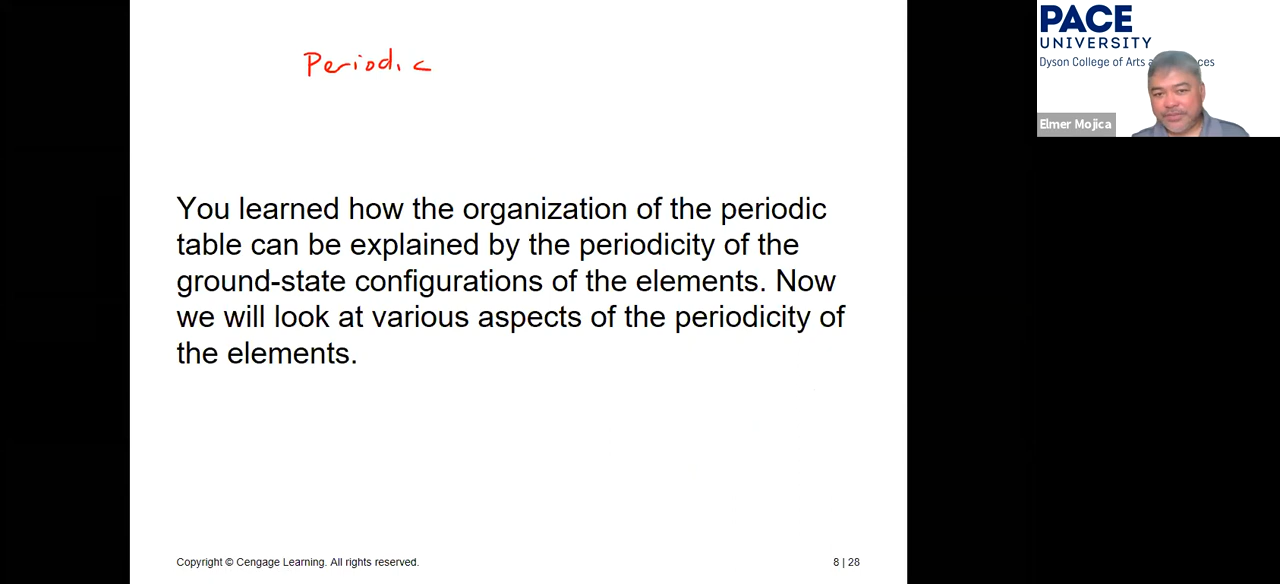 Periodic
You learned how the organization of the periodic
table can be explained by the periodicity of the
ground-state configurations of the elements. Now
we will look at various aspects of the periodicity of
the elements.
Copyright © Cengage Learning. All rights reserved.
8 | 28
PACE
UNIVERSITY
Dyson College of Arts a ces
Elmer Mojica